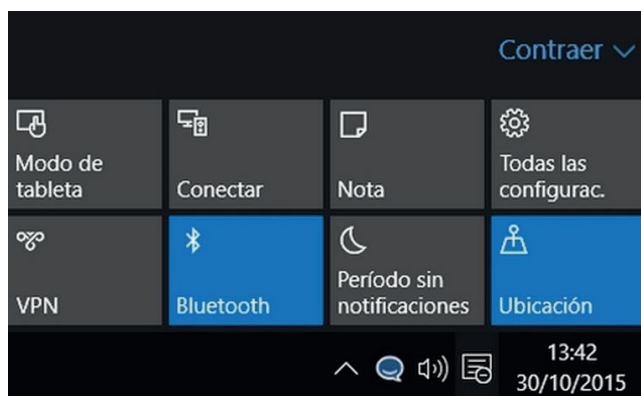 Contraer
Modo de
tableta
Conectar
Nota
Todas las
configurac.
VPN
Bluetooth
Período sin
notificaciones
Ubicación
13:42
30/10/2015